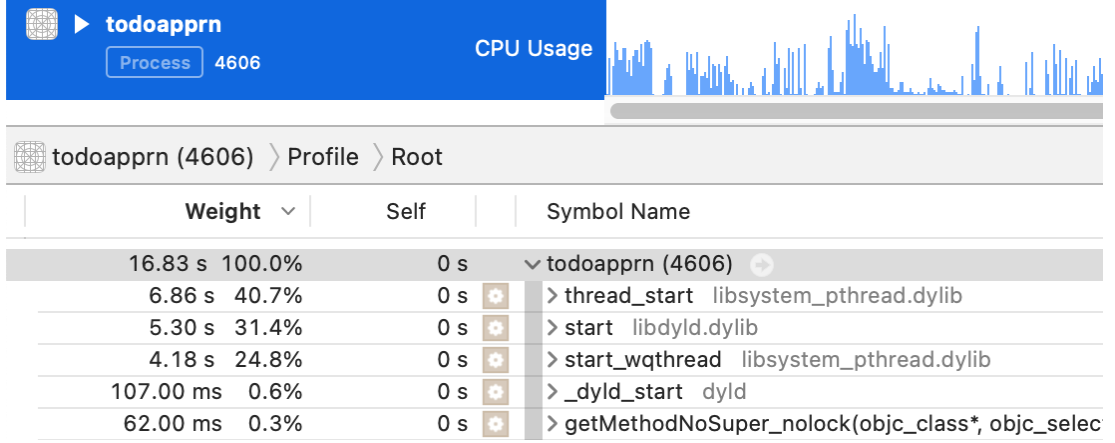 todoapprn
Process 4606
CPU Usage
todoapprn (4606) Profile Root
Weight Self Symbol Name
16.83 s 100.0% 0 s todoapprn (4606)
6.86 s 40.7% 0 s thread_start libsystem_pthread.dylib
5.30 s 31.4% 0 s start libdyld.dylib
4.18 s 24.8% 0 s start_wqthread libsystem_pthread.dylib
107.00 ms 0.6% 0 s _dyld_start dyld
62.00 ms 0.3% 0 s getMethodNoSuper_nolock(objc_class*, objc_selec